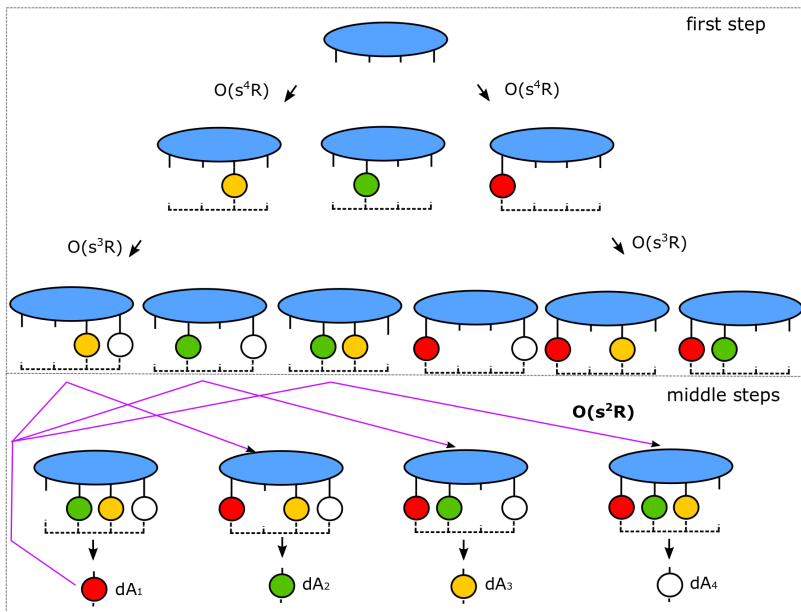 first step
O(s⁴R)
O(s⁴R)
O(s³R)
O(s³R)
middle steps
O(s²R)
dA₁
dA₂
dA₃
dA₄